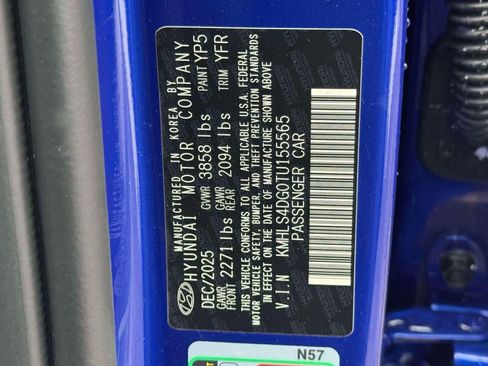 MANUFACTURED IN KOREA BY
HYUNDAI MOTOR COMPANY
DEC/2025 GVWR 3858 lbs PAINT YP5
GAWR FRONT 2271 lbs GAWR REAR 2094 lbs TRIM YFR
THIS VEHICLE CONFORMS TO ALL APPLICABLE U.S.A. FEDERAL
MOTOR VEHICLE SAFETY, BUMPER, AND THEFT PREVENTION STANDARDS
IN EFFECT ON THE DATE OF MANUFACTURE SHOWN ABOVE
V.I.N KMHLS4DG0TU155565
PASSENGER CAR
N57